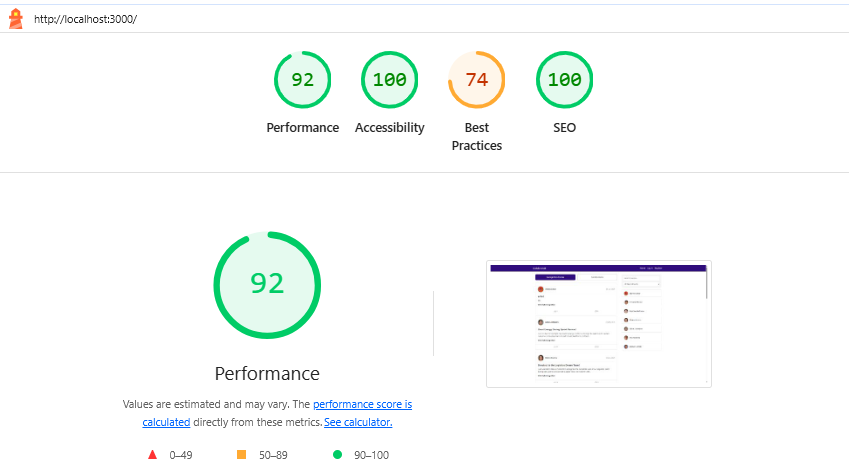 http://localhost:3000/
92
100
74
100
Performance
Accessibility
Best
Practices
SEO
92
Performance
Values are estimated and may vary. The performance score is
calculated directly from these metrics. See calculator.
0–49
50–89
90–100